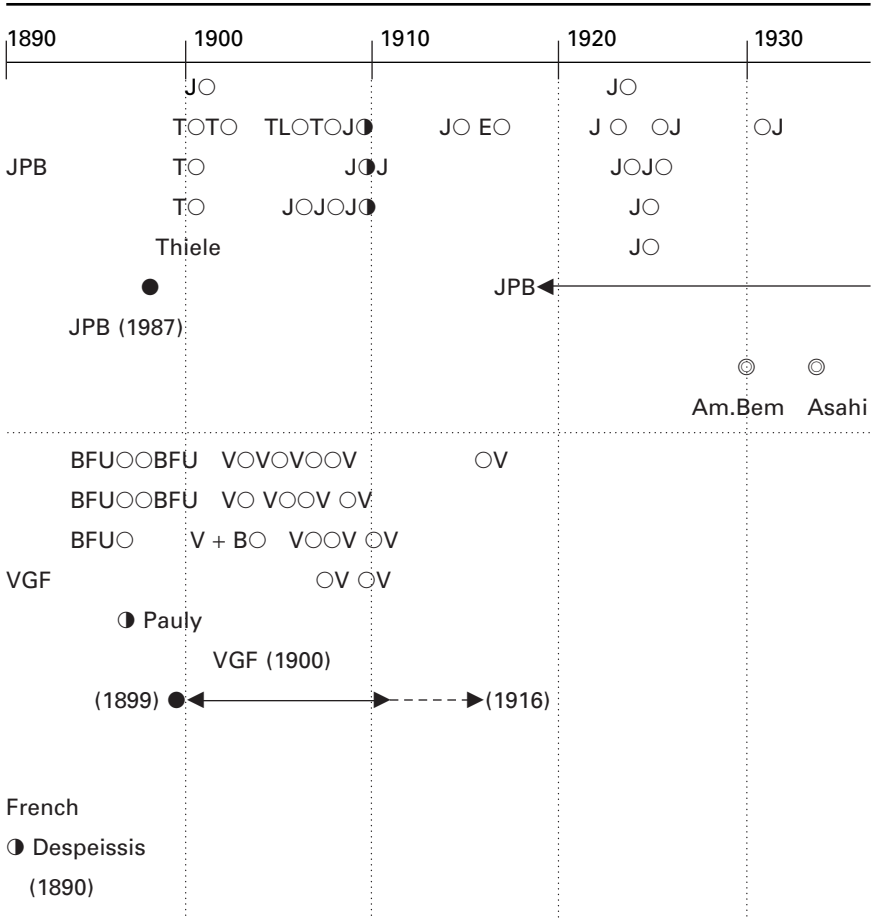 1890 1900 1910 1920 1930
J○ J○
T○T○ TL○T○J◑ J○ E○ J ○ ○J ○J
JPB T○ J◑J J○J○
T○ J○J○J◑ J○
Thiele J○
● JPB
JPB (1987)
◎ ◎
Am.Bem Asahi
BFU○○BFU V○V○V○○V ○V
BFU○○BFU V○ V○○V ○V
BFU○ V + B○ V○○V ○V
VGF ○V ○V
◑ Pauly
VGF (1900)
(1899) ● (1916)
French
◑ Despeissis
(1890)